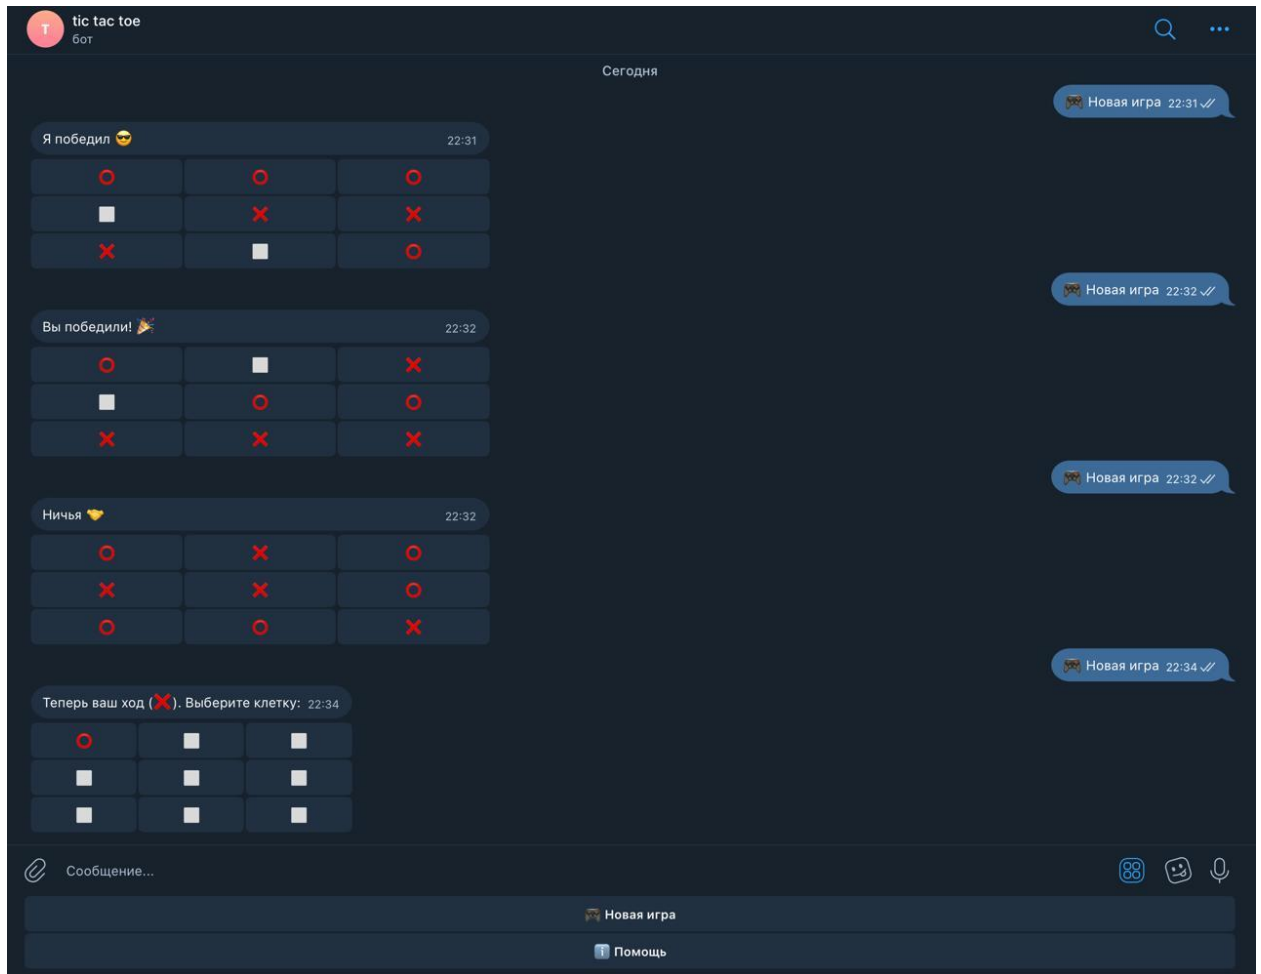 T
tic tac toe
бот
Сегодня
🎮 Новая игра 22:31
Я победил 😎 22:31
⭕ ⭕ ⭕
⬜ ❌ ❌
❌ ⬜ ⭕
🎮 Новая игра 22:32
Вы победили! 🎉 22:32
⭕ ⬜ ❌
⬜ ⭕ ⭕
❌ ❌ ❌
🎮 Новая игра 22:32
Ничья 🤝 22:32
⭕ ❌ ⭕
❌ ❌ ⭕
⭕ ⭕ ❌
🎮 Новая игра 22:34
Теперь ваш ход (❌). Выберите клетку: 22:34
⭕ ⬜ ⬜
⬜ ⬜ ⬜
⬜ ⬜ ⬜
Сообщение...
🎮 Новая игра
ℹ️ Помощь